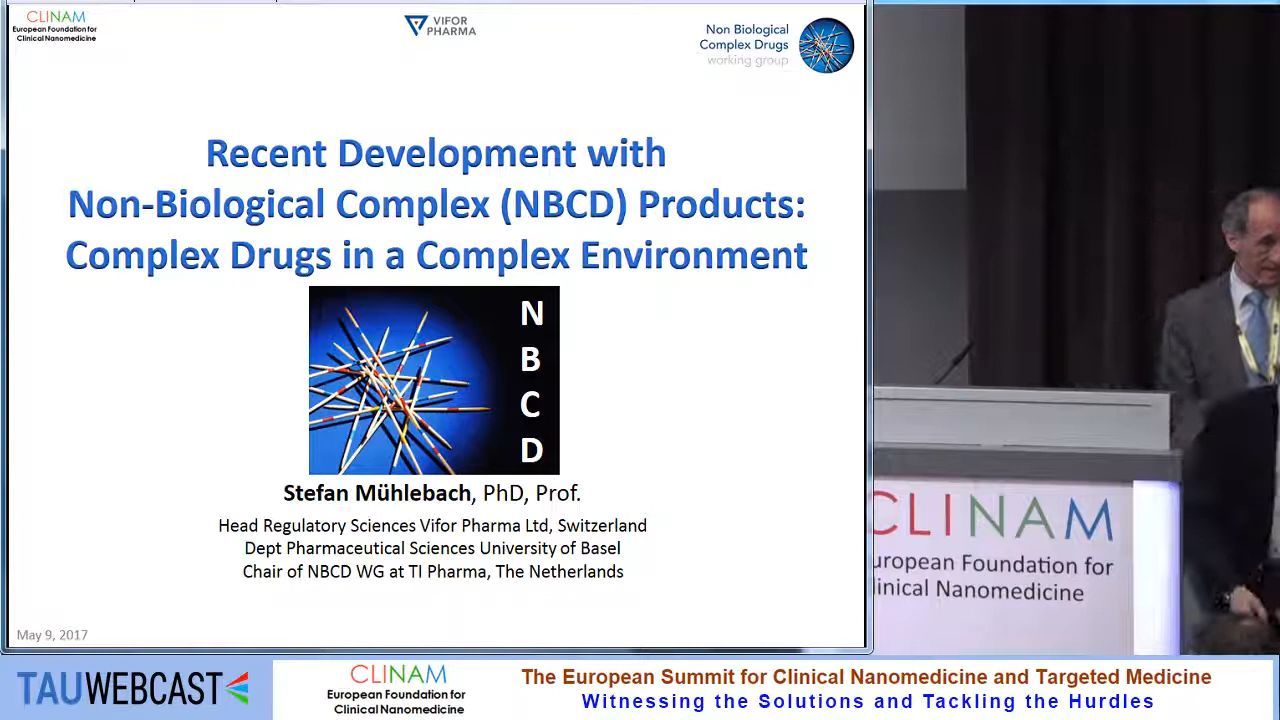 CLINAM
European Foundation for
Clinical Nanomedicine
VIFOR
PHARMA
Non Biological
Complex Drugs
working group
Recent Development with
Non-Biological Complex (NBCD) Products:
Complex Drugs in a Complex Environment
N
B
C
D
Stefan Mühlebach, PhD, Prof.
Head Regulatory Sciences Vifor Pharma Ltd, Switzerland
Dept Pharmaceutical Sciences University of Basel
Chair of NBCD WG at TI Pharma, The Netherlands
May 9, 2017
CLINAM
uropean Foundation for
linical Nanomedicine
TAUWEBCAST
CLINAM
European Foundation for
Clinical Nanomedicine
The European Summit for Clinical Nanomedicine and Targeted Medicine
Witnessing the Solutions and Tackling the Hurdles